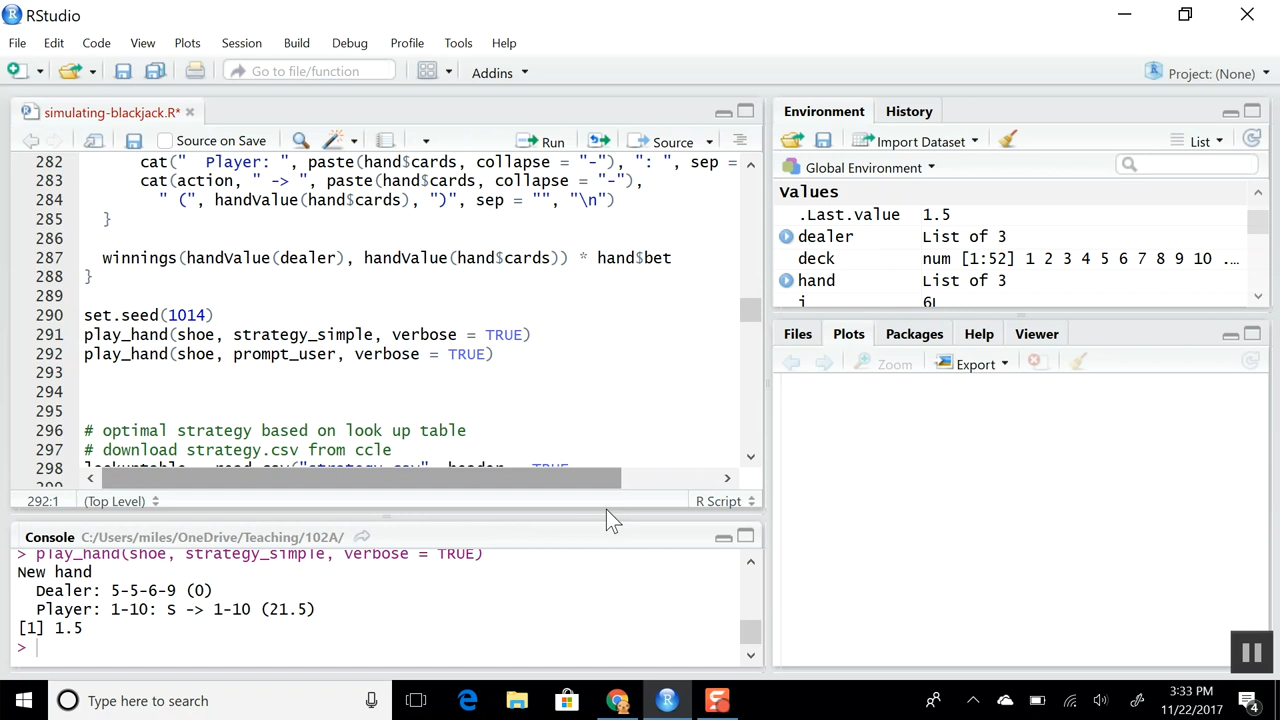 RStudio
File Edit Code View Plots Session Build Debug Profile Tools Help
Go to file/function Addins Project: (None)
simulating-blackjack.R*
Source on Save Run Source
282 cat("  Player: ", paste(hand$cards, collapse = "-"), ": ", sep =
283 cat(action, " -> ", paste(hand$cards, collapse = "-"),
284 " (", handValue(hand$cards), ")", sep = "", "\n")
285 }
286
287 winnings(handValue(dealer), handValue(hand$cards)) * hand$bet
288 }
289
290 set.seed(1014)
291 play_hand(shoe, strategy_simple, verbose = TRUE)
292 play_hand(shoe, prompt_user, verbose = TRUE)
293
294
295
296 # optimal strategy based on look up table
297 # download strategy.csv from ccle
298
292:1 (Top Level) R Script
Console C:/Users/miles/OneDrive/Teaching/102A/
> play_hand(shoe, strategy_simple, verbose = TRUE)
New hand
Dealer: 5-5-6-9 (0)
Player: 1-10: S -> 1-10 (21.5)
[1] 1.5
>
Environment History
Import Dataset List
Global Environment
Values
.Last.value 1.5
dealer List of 3
deck num [1:52] 1 2 3 4 5 6 7 8 9 10 ...
hand List of 3
i 6L
Files Plots Packages Help Viewer
Zoom Export
Type here to search
3:33 PM
11/22/2017
4